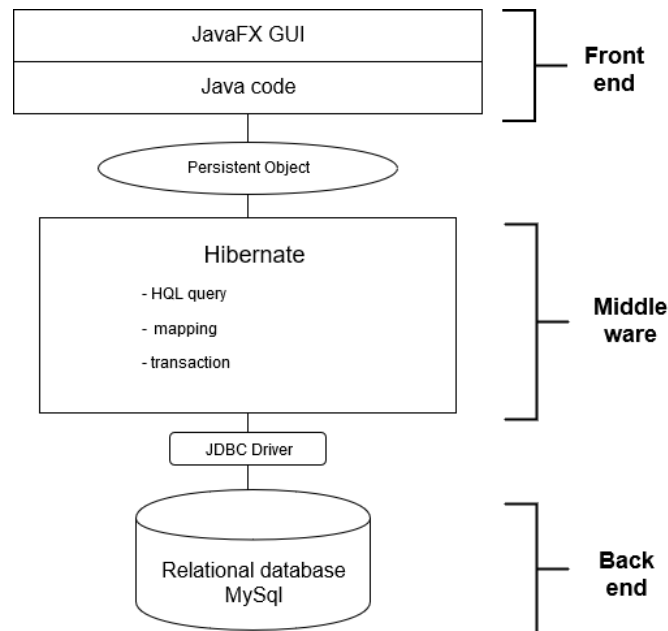 JavaFX GUI
Java code
Front
end
Persistent Object
Hibernate
- HQL query
- mapping
- transaction
Middle
ware
JDBC Driver
Relational database
MySql
Back
end